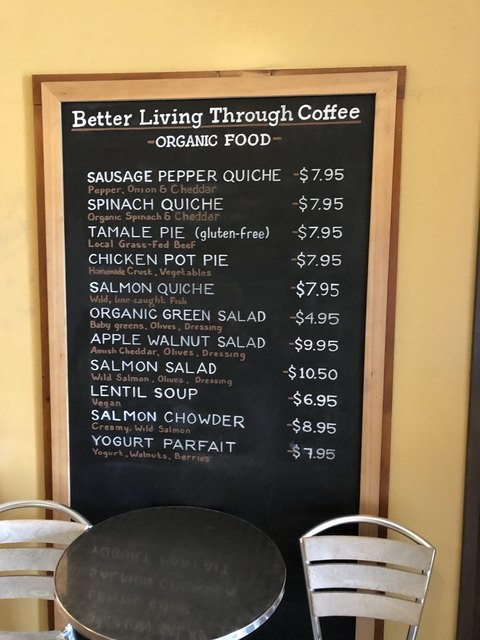 Better Living Through Coffee
-ORGANIC FOOD-
SAUSAGE PEPPER QUICHE -$7.95
Pepper, Onion & Cheddar
SPINACH QUICHE -$7.95
Organic Spinach & Cheddar
TAMALE PIE (gluten-free) -$7.95
Local Grass-Fed Beef
CHICKEN POT PIE -$7.95
Homemade Crust, Vegetables
SALMON QUICHE -$7.95
Wild, line-caught Fish
ORGANIC GREEN SALAD -$4.95
Baby greens, Olives, Dressing
APPLE WALNUT SALAD -$9.95
Amish Cheddar, Olives, Dressing
SALMON SALAD -$10.50
Wild Salmon, Olives, Dressing
LENTIL SOUP -$6.95
Vegan
SALMON CHOWDER -$8.95
Creamy, Wild Salmon
YOGURT PARFAIT -$7.95
Yogurt, Walnuts, Berries